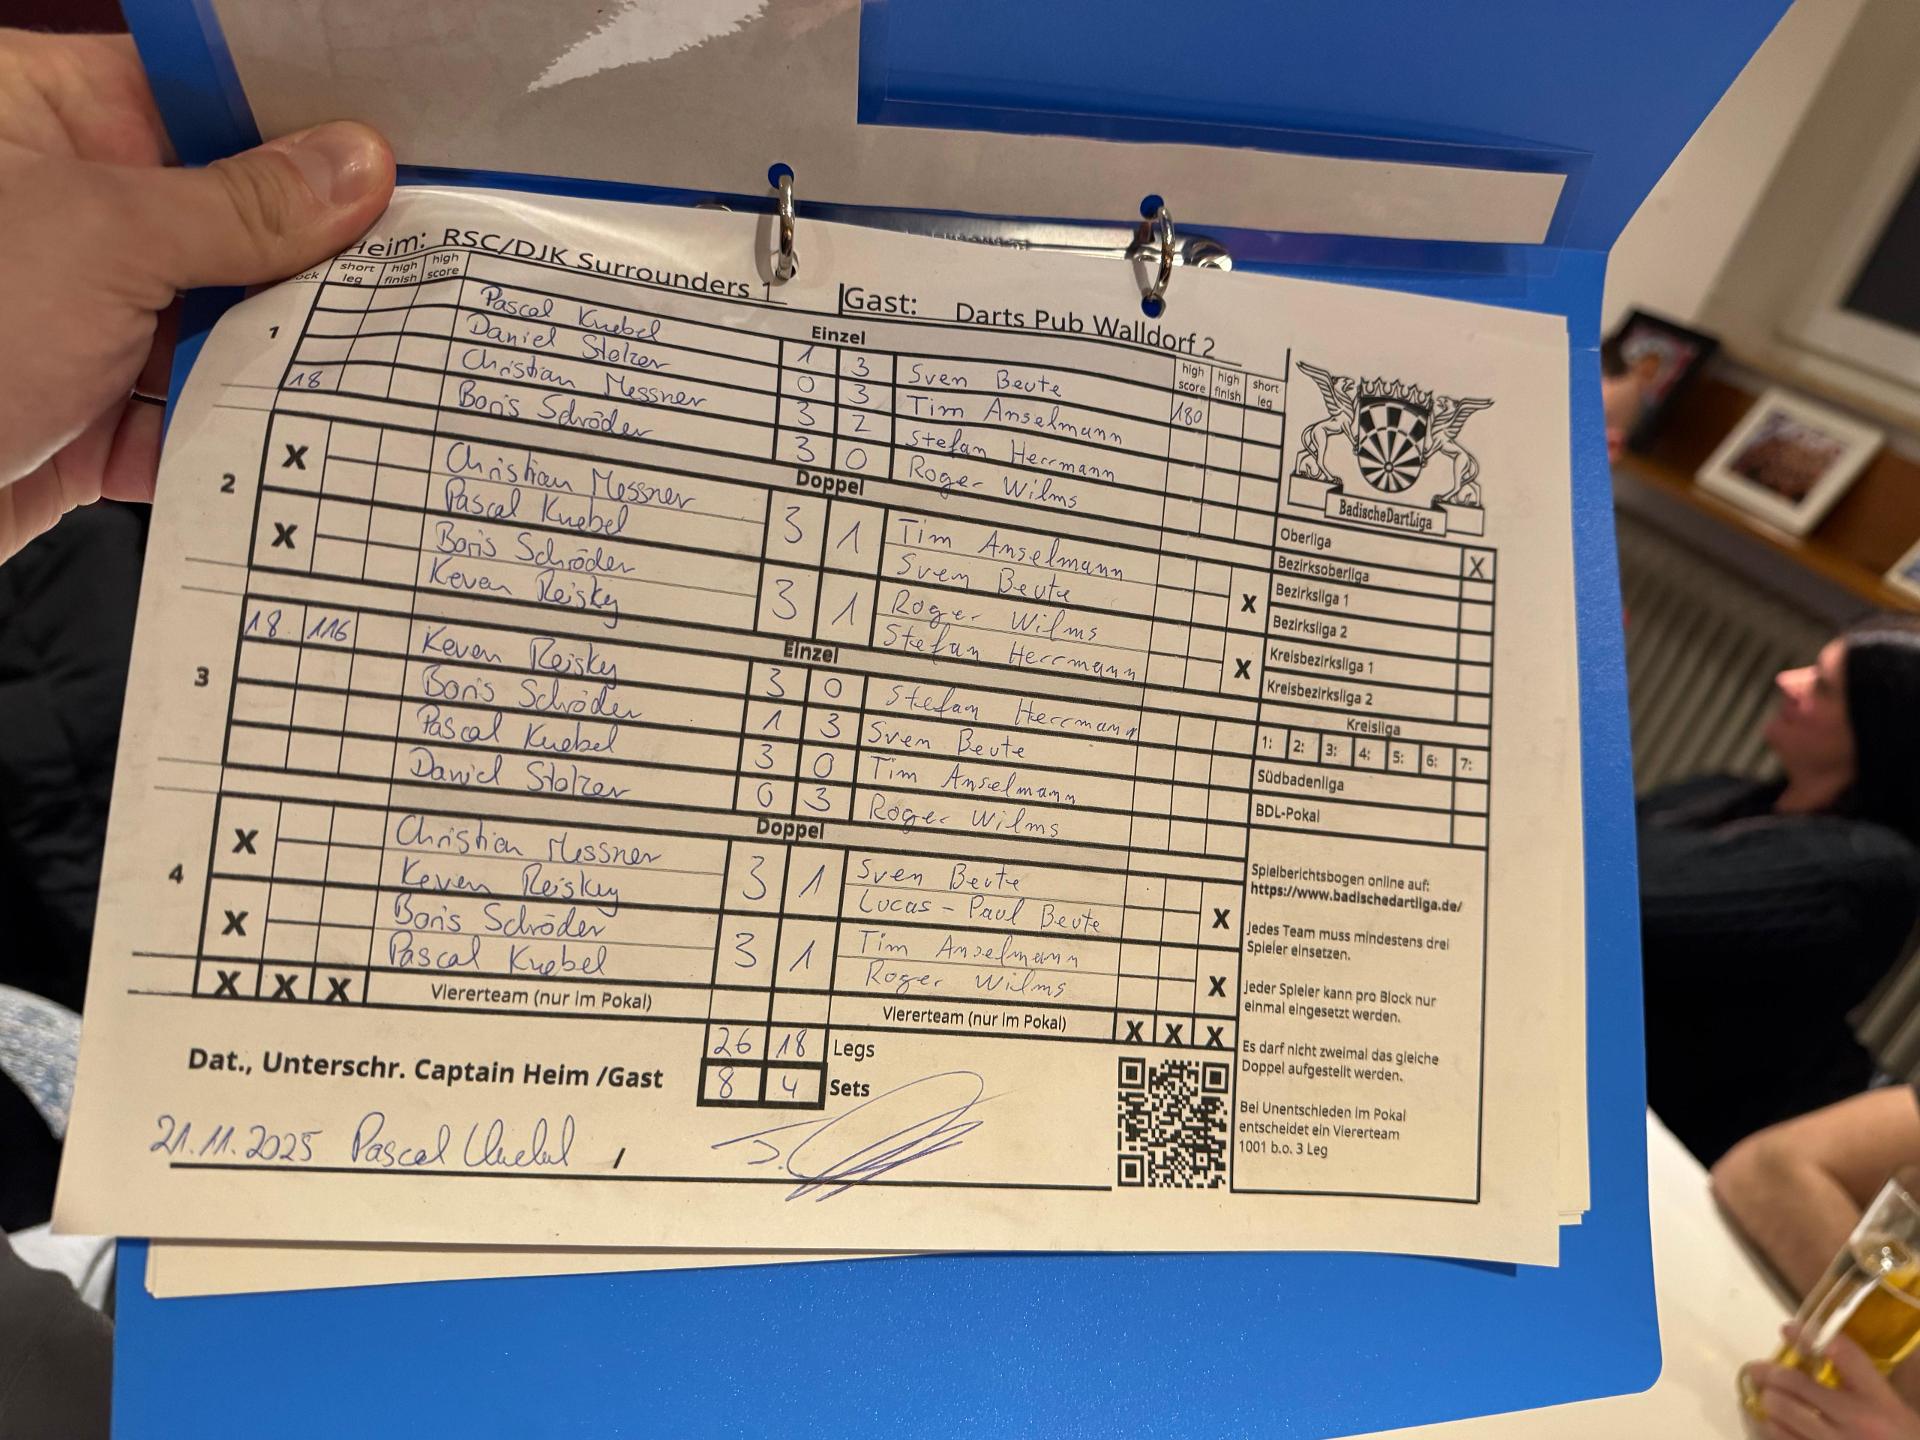 Heim: RSC/DJK Surrounders 1 Gast: Darts Pub Walldorf 2
short leg high finish high score Einzel high score high finish short leg
1 Pascal Knebel 1 3 Sven Beute
Daniel Stolzer 0 3 Tim Anselmann 180
Christian Messner 3 2 Stefan Herrmann
18 Boris Schröder 3 0 Roger Wilms
Doppel
2 X Christian Messner 3 1 Tim Anselmann
Pascal Knebel Sven Beute X
X Boris Schröder 3 1 Roger Wilms
Keven Reisky Stefan Herrmann X
Einzel
3 18 116 Keven Reisky 3 0 Stefan Herrmann
Boris Schröder 1 3 Sven Beute
Pascal Knebel 3 0 Tim Anselmann
Daniel Stolzer 0 3 Roger Wilms
Doppel
4 X Christian Messner 3 1 Sven Beute
Keven Reisky Lucas-Paul Beute X
X Boris Schröder 3 1 Tim Anselmann
Pascal Knebel Roger Wilms X
X X X Viererteam (nur im Pokal) Viererteam (nur im Pokal) X X X
26 18 Legs
Dat., Unterschr. Captain Heim /Gast 8 4 Sets
21.11.2025 Pascal Knebel /
BadischeDartLiga
Oberliga X
Bezirksoberliga
Bezirksliga 1
Bezirksliga 2
Kreisbezirksliga 1
Kreisbezirksliga 2
Kreisliga
1: 2: 3: 4: 5: 6: 7:
Südbadenliga
BDL-Pokal
Spielberichtsbogen online auf:
https://www.badischedartliga.de/
Jedes Team muss mindestens drei
Spieler einsetzen.
Jeder Spieler kann pro Block nur
einmal eingesetzt werden.
Es darf nicht zweimal das gleiche
Doppel aufgestellt werden.
Bei Unentschieden im Pokal
entscheidet ein Viererteam
1001 b.o. 3 Leg